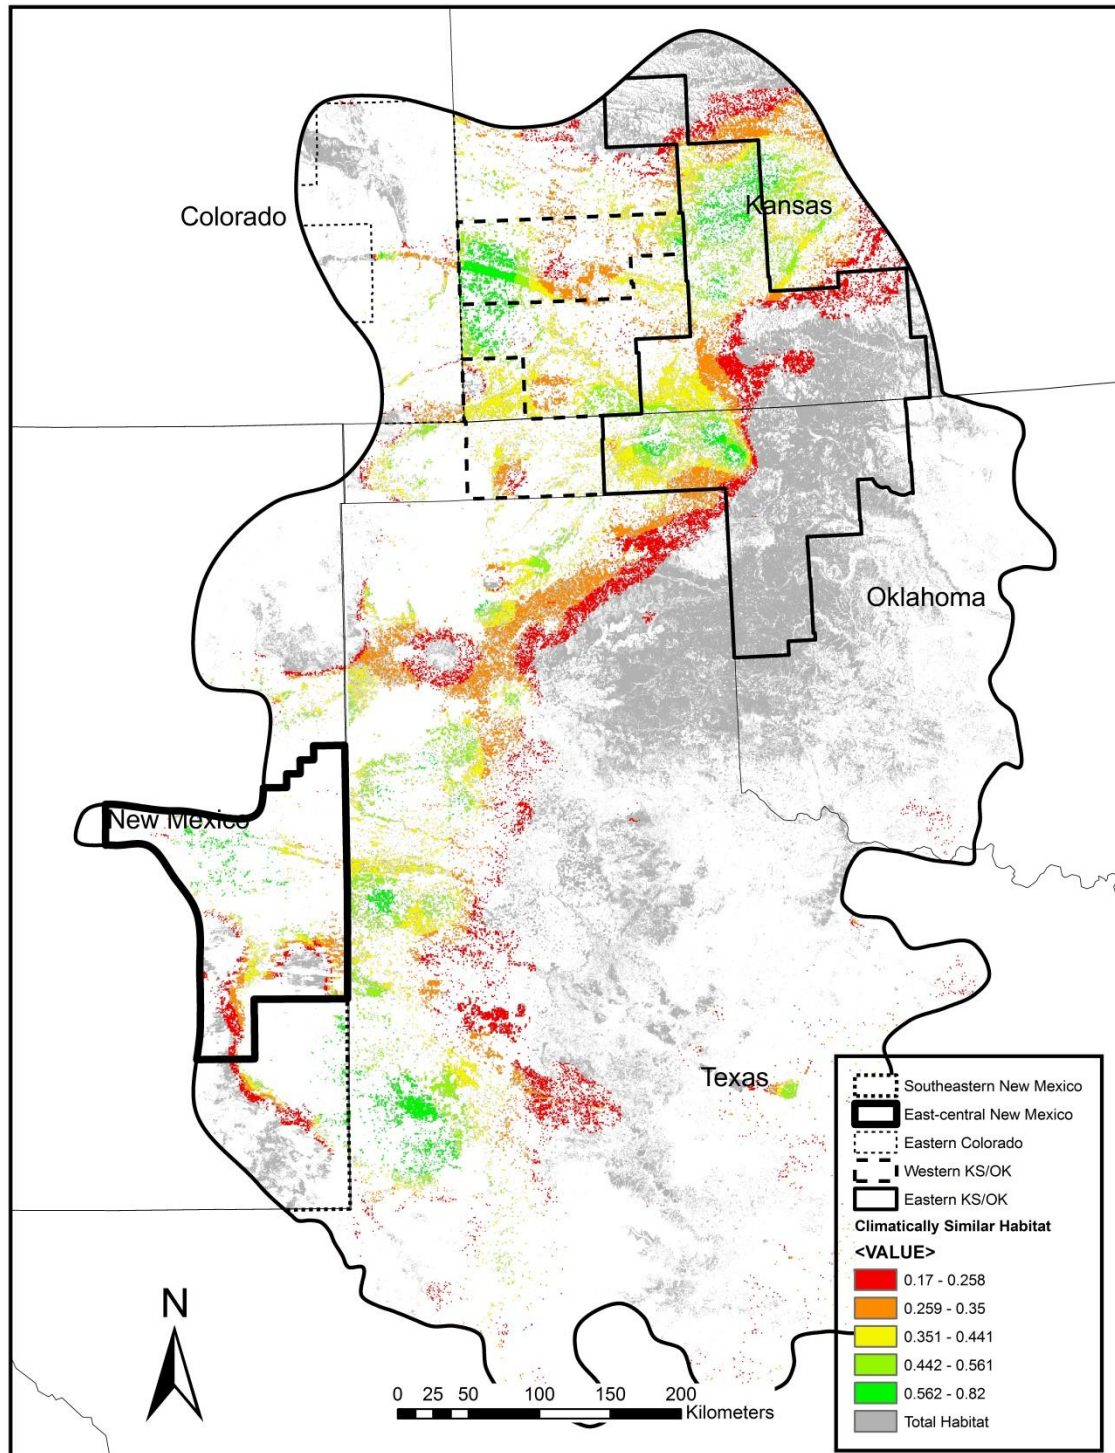 Colorado
Kansas
Oklahoma
New Mexico
Texas
Southeastern New Mexico
East-central New Mexico
Eastern Colorado
Western KS/OK
Eastern KS/OK
Climatically Similar Habitat
<VALUE>
0.17 - 0.258
0.259 - 0.35
0.351 - 0.441
0.442 - 0.561
0.562 - 0.82
Total Habitat
N
0 25 50 100 150 200
Kilometers